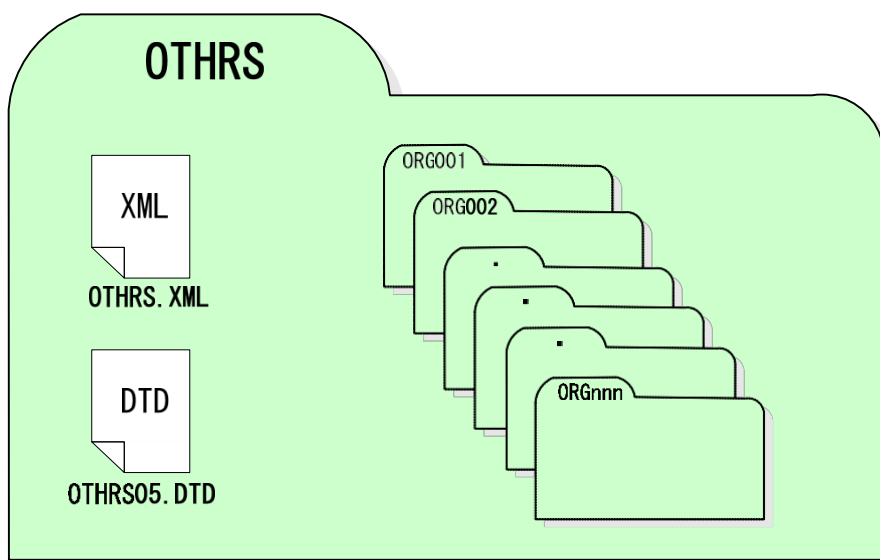 OTHRS
XML
OTHRS.XML
DTD
OTHRS05.DTD
ORG001
ORG002
.
.
.
ORGnnn